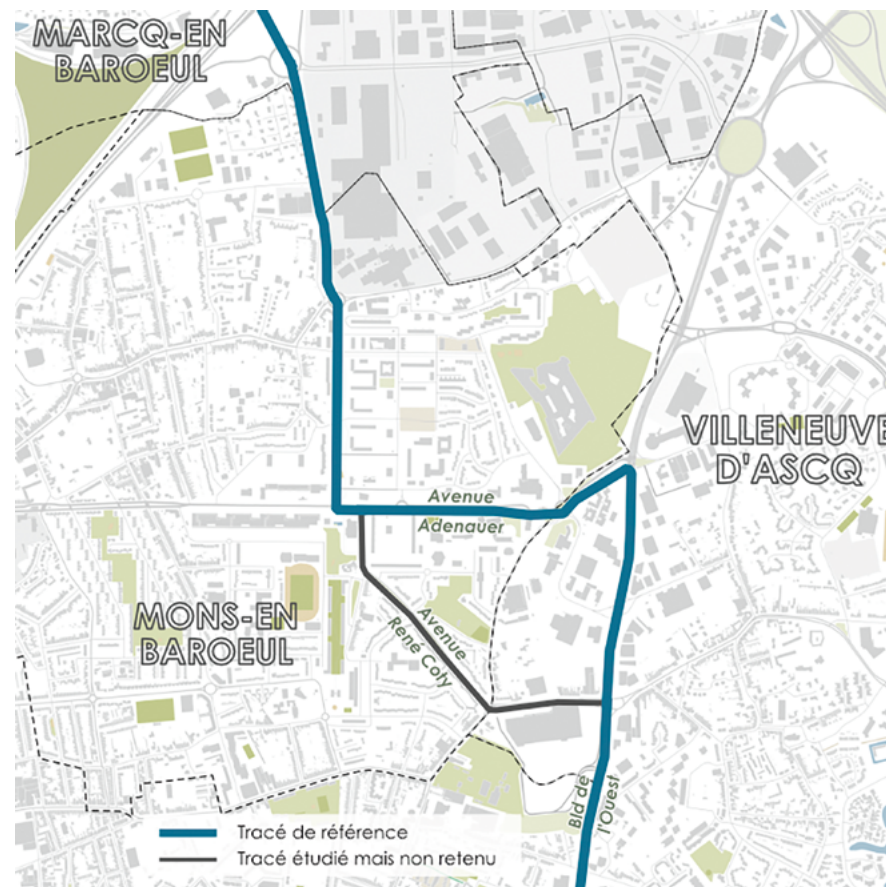 MARCQ-EN
BAROEUL
VILLENEUVE
D'ASCQ
Avenue
Adenauer
MONS-EN
BAROEUL
Avenue
René Coty
Bld de
l'Ouest
Tracé de référence
Tracé étudié mais non retenu